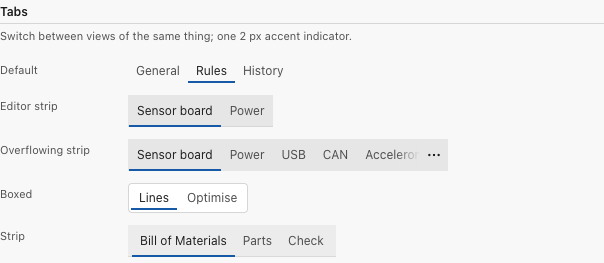 Tabs
Switch between views of the same thing; one 2 px accent indicator.
Default General Rules History
Editor strip Sensor board Power
Overflowing strip Sensor board Power USB CAN ···
Boxed Lines Optimise
Strip Bill of Materials Parts Check